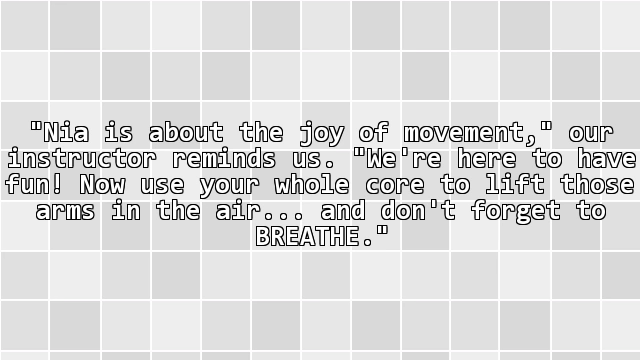 "Nia is about the joy of movement," our
instructor reminds us. "We're here to have
fun! Now use your whole core to lift those
arms in the air... and don't forget to
BREATHE."